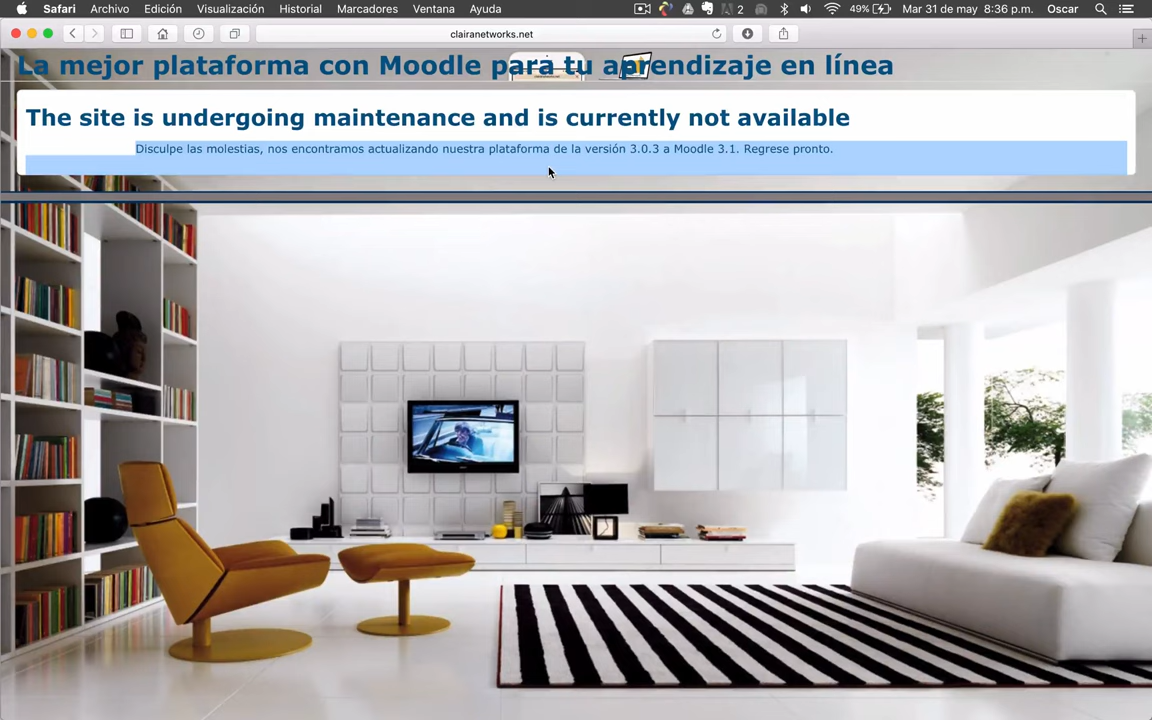 Safari Archivo Edición Visualización Historial Marcadores Ventana Ayuda 2 49% Mar 31 de may 8:36 p.m. Oscar
clairanetworks.net
La mejor plataforma con Moodle para tu aprendizaje en línea
The site is undergoing maintenance and is currently not available
Disculpe las molestias, nos encontramos actualizando nuestra plataforma de la versión 3.0.3 a Moodle 3.1. Regrese pronto.